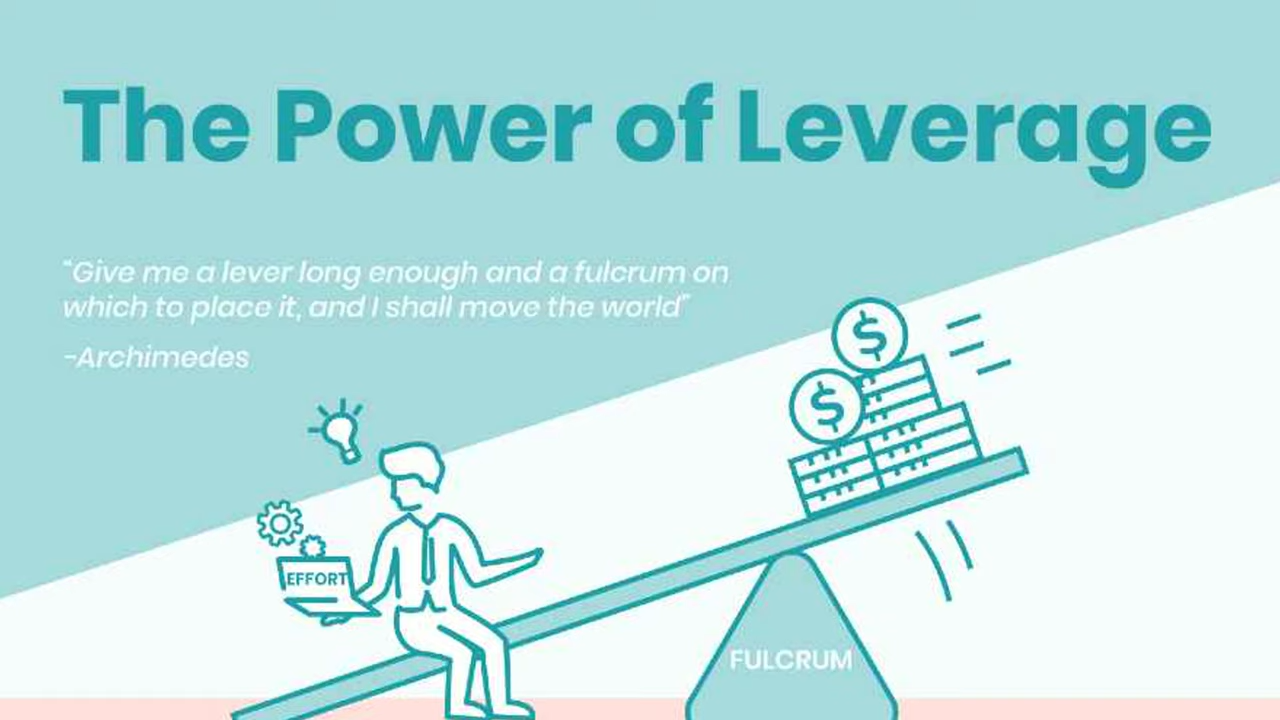 The Power of Leverage
"Give me a lever long enough and a fulcrum on
which to place it, and I shall move the world"
-Archimedes
$
$
EFFORT
FULCRUM